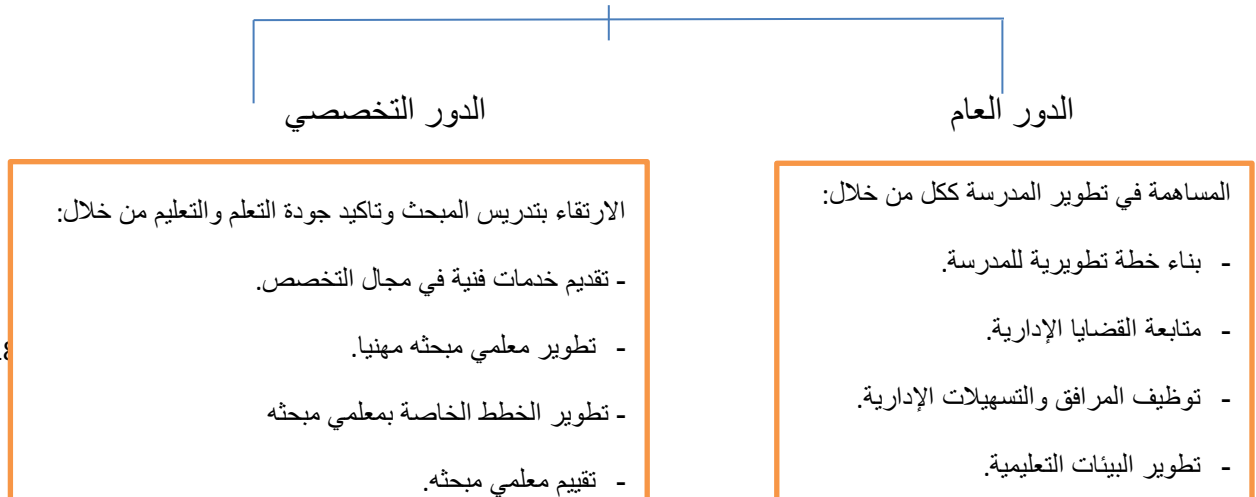 الدور العام
الدور التخصصي
المساهمة في تطوير المدرسة ككل من خلال:
- بناء خطة تطويرية للمدرسة.
- متابعة القضايا الإدارية.
- توظيف المرافق والتسهيلات الإدارية.
- تطوير البيئات التعليمية.
الارتقاء بتدريس المبحث وتاكيد جودة التعلم والتعليم من خلال:
- تقديم خدمات فنية في مجال التخصص.
- تطوير معلمي مبحثه مهنيا.
- تطوير الخطط الخاصة بمعلمي مبحثه
- تقييم معلمي مبحثه.